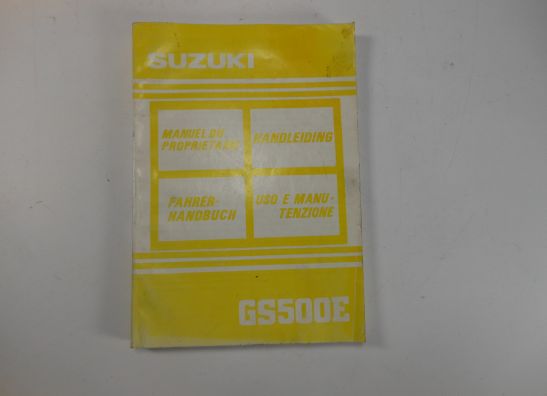 SUZUKI
MANUEL DU
PROPRIETAIRE
HANDLEIDING
FAHRER-
HANDBUCH
USO E MANU-
TENZIONE
GS500E